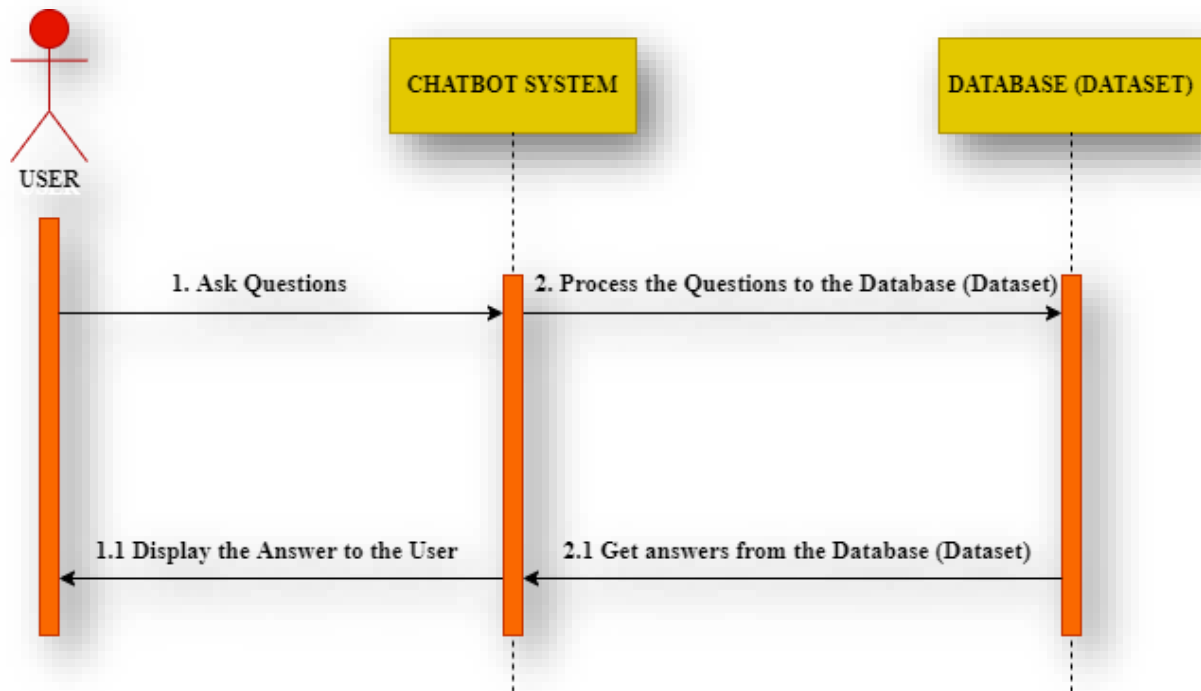 CHATBOT SYSTEM
DATABASE (DATASET)
USER
1. Ask Questions
2. Process the Questions to the Database (Dataset)
1.1 Display the Answer to the User
2.1 Get answers from the Database (Dataset)